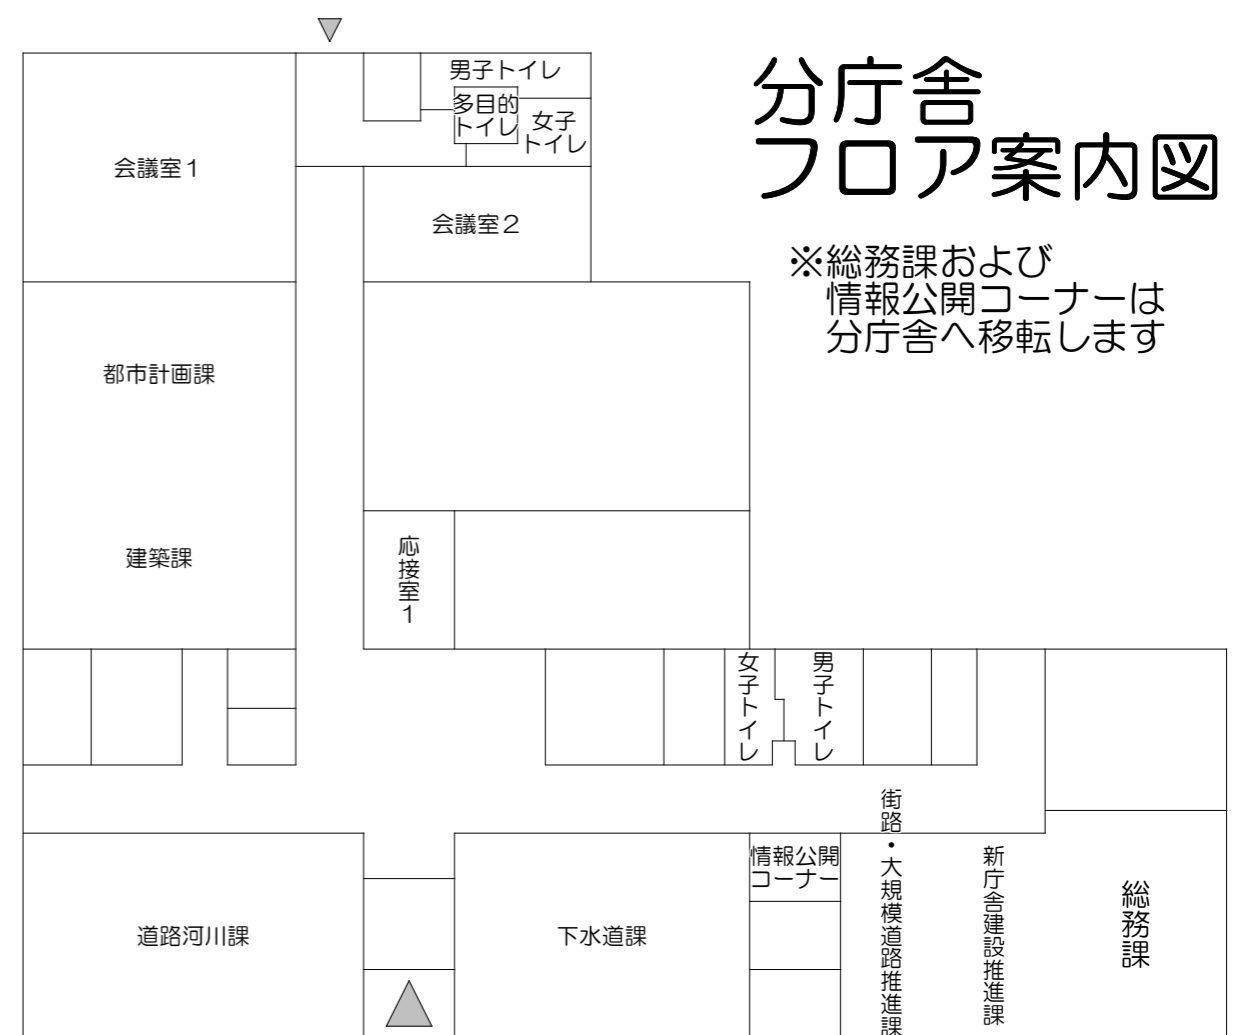 分庁舎
フロア案内図
※総務課および
情報公開コーナーは
分庁舎へ移転します
男子トイレ
多目的
トイレ
女子
トイレ
会議室1
会議室2
都市計画課
建築課
応接室1
女子トイレ
男子トイレ
街路・大規模道路推進課
新庁舎建設推進課
総務課
情報公開
コーナー
道路河川課
下水道課